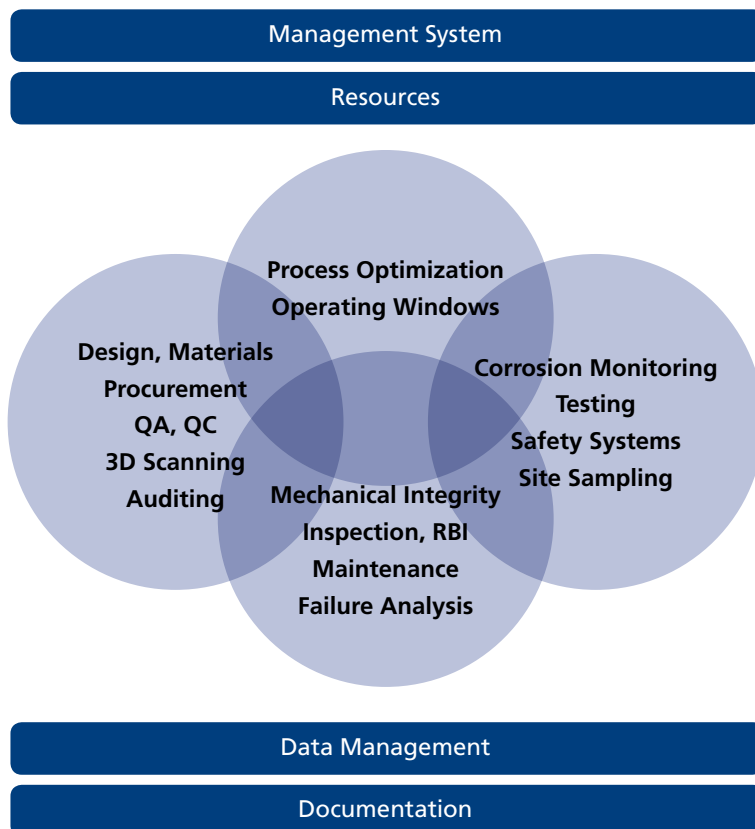 Management System
Resources
Process Optimization
Operating Windows
Design, Materials
Procurement
QA, QC
3D Scanning
Auditing
Corrosion Monitoring
Testing
Safety Systems
Site Sampling
Mechanical Integrity
Inspection, RBI
Maintenance
Failure Analysis
Data Management
Documentation